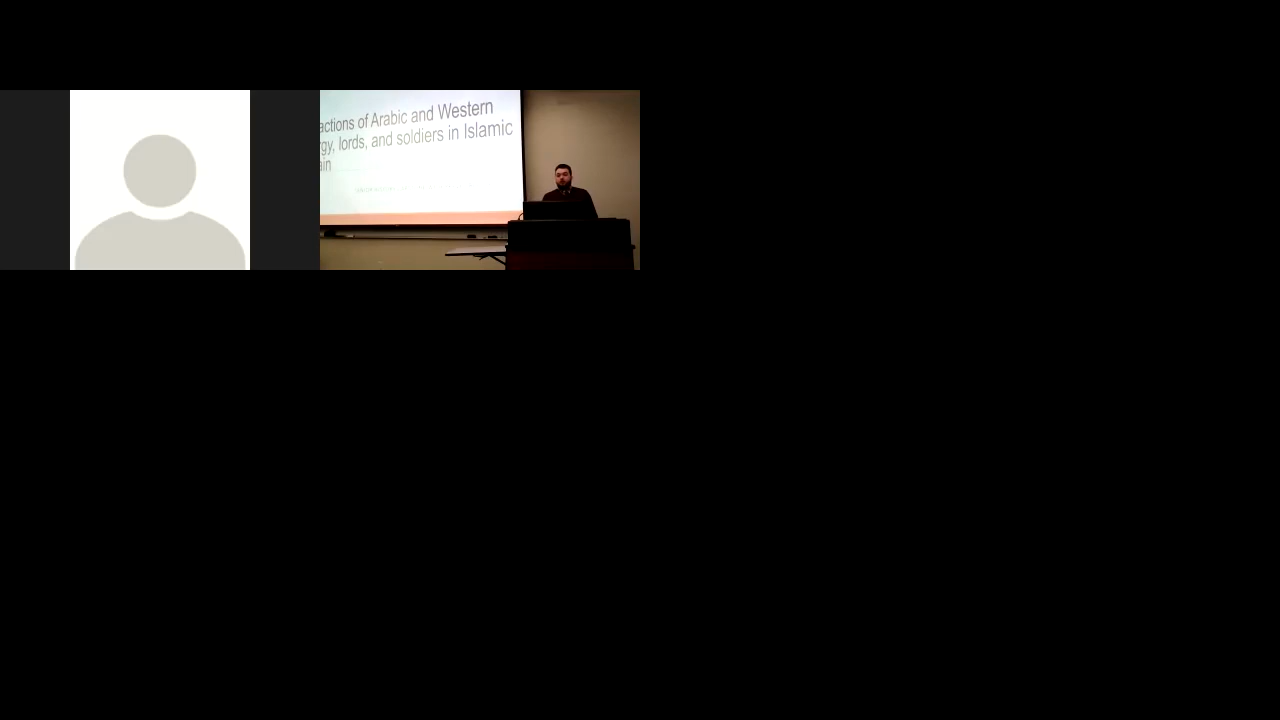 actions of Arabic and Western
rgy, lords, and soldiers in Islamic
ain